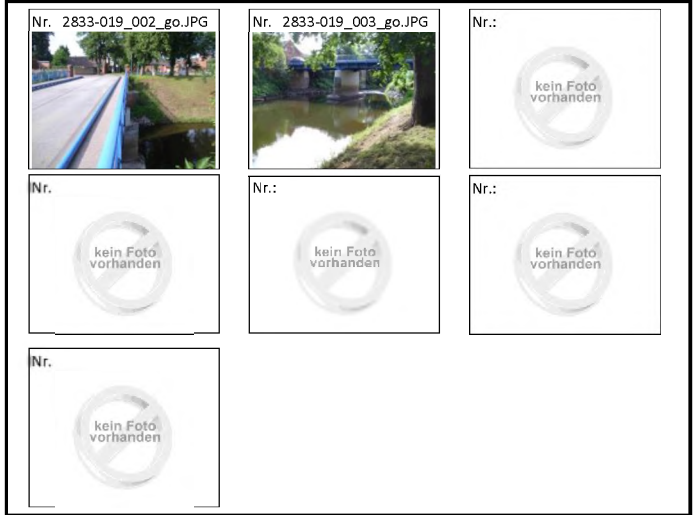 Nr. 2833-019_002_go.JPG
Nr. 2833-019_003_go.JPG
Nr.:
kein Foto
vorhanden
Nr.
kein Foto
vorhanden
Nr.:
kein Foto
vorhanden
Nr.:
kein Foto
vorhanden
Nr.
kein Foto
vorhanden